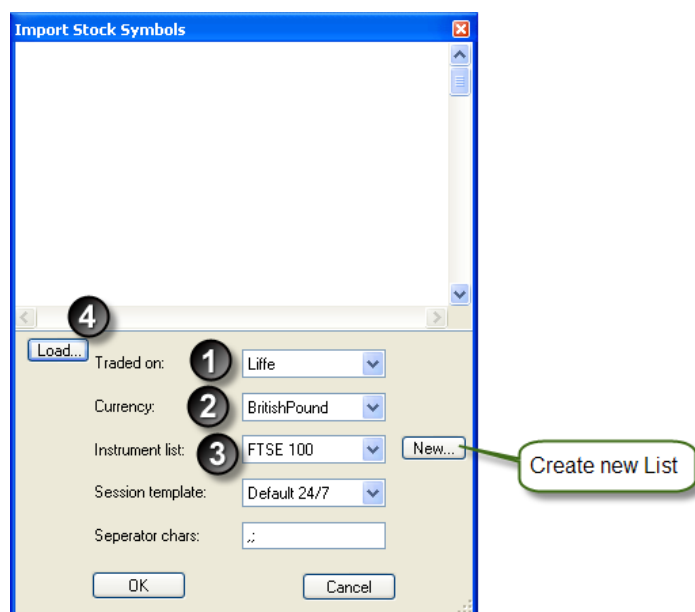 Import Stock Symbols
4
Load...
Traded on: 1 Liffe
Currency: 2 BritishPound
Instrument list: 3 FTSE 100 New...
Create new List
Session template: Default 24/7
Seperator chars: ,;
OK Cancel